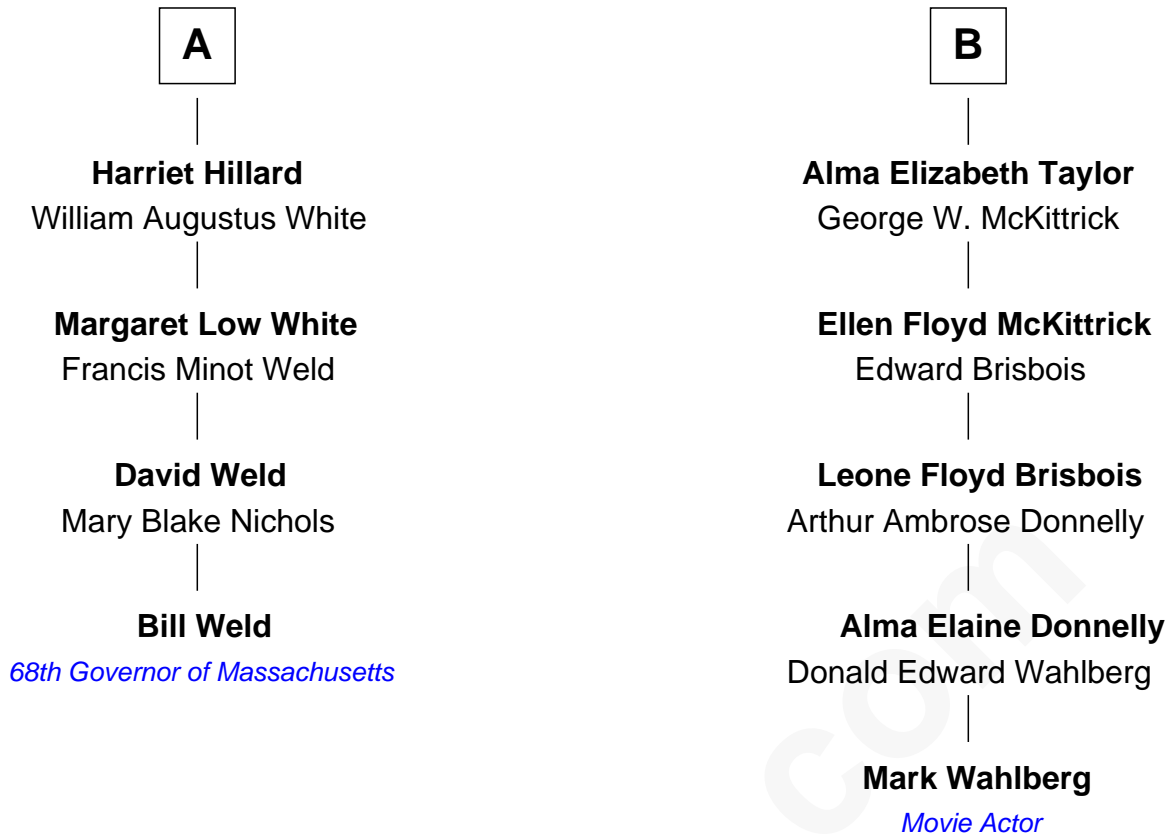 A
Harriet Hillard
William Augustus White
Margaret Low White
Francis Minot Weld
David Weld
Mary Blake Nichols
Bill Weld
68th Governor of Massachusetts
B
Alma Elizabeth Taylor
George W. McKittrick
Ellen Floyd McKittrick
Edward Brisbois
Leone Floyd Brisbois
Arthur Ambrose Donnelly
Alma Elaine Donnelly
Donald Edward Wahlberg
Mark Wahlberg
Movie Actor
com